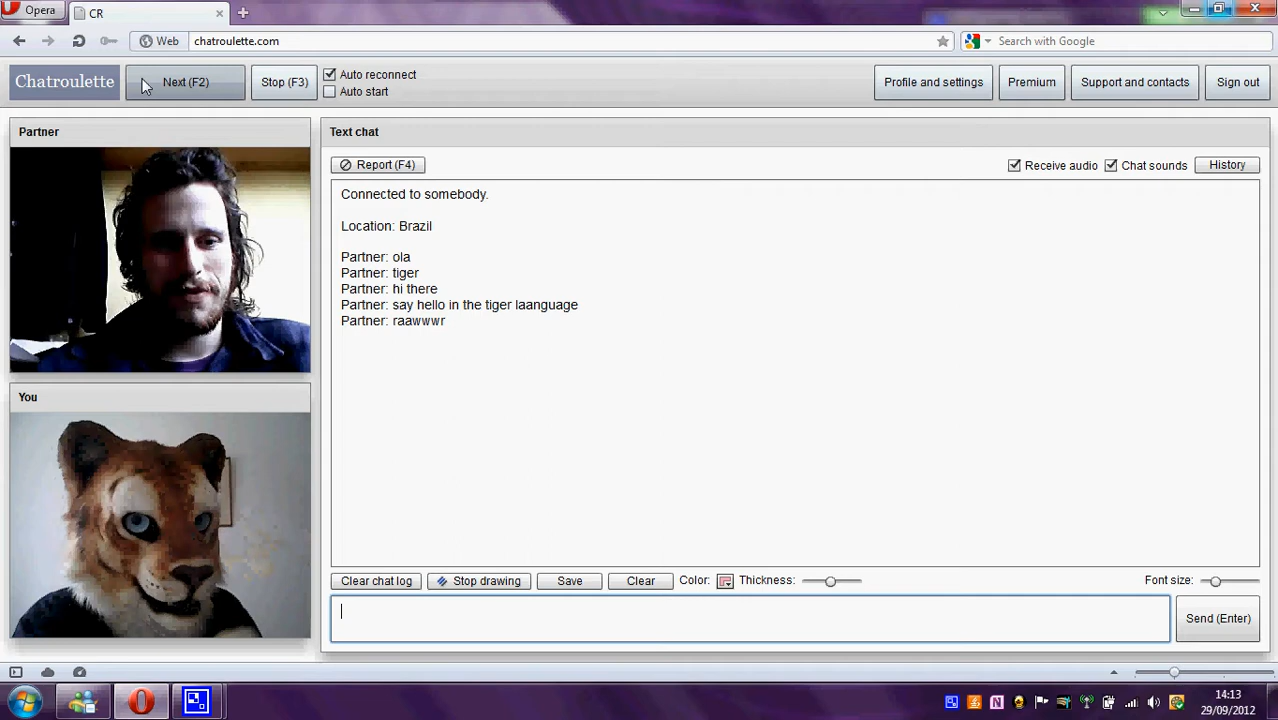 Opera
CR
Web
chatroulette.com
Search with Google
Chatroulette
Next (F2)
Stop (F3)
Auto reconnect
Auto start
Profile and settings
Premium
Support and contacts
Sign out
Partner
Text chat
Report (F4)
Receive audio
Chat sounds
History
Connected to somebody.
Location: Brazil
Partner: ola
Partner: tiger
Partner: hi there
Partner: say hello in the tiger laanguage
Partner: raawwwr
You
Clear chat log
Stop drawing
Save
Clear
Color:
Thickness:
Font size:
Send (Enter)
14:13
29/09/2012